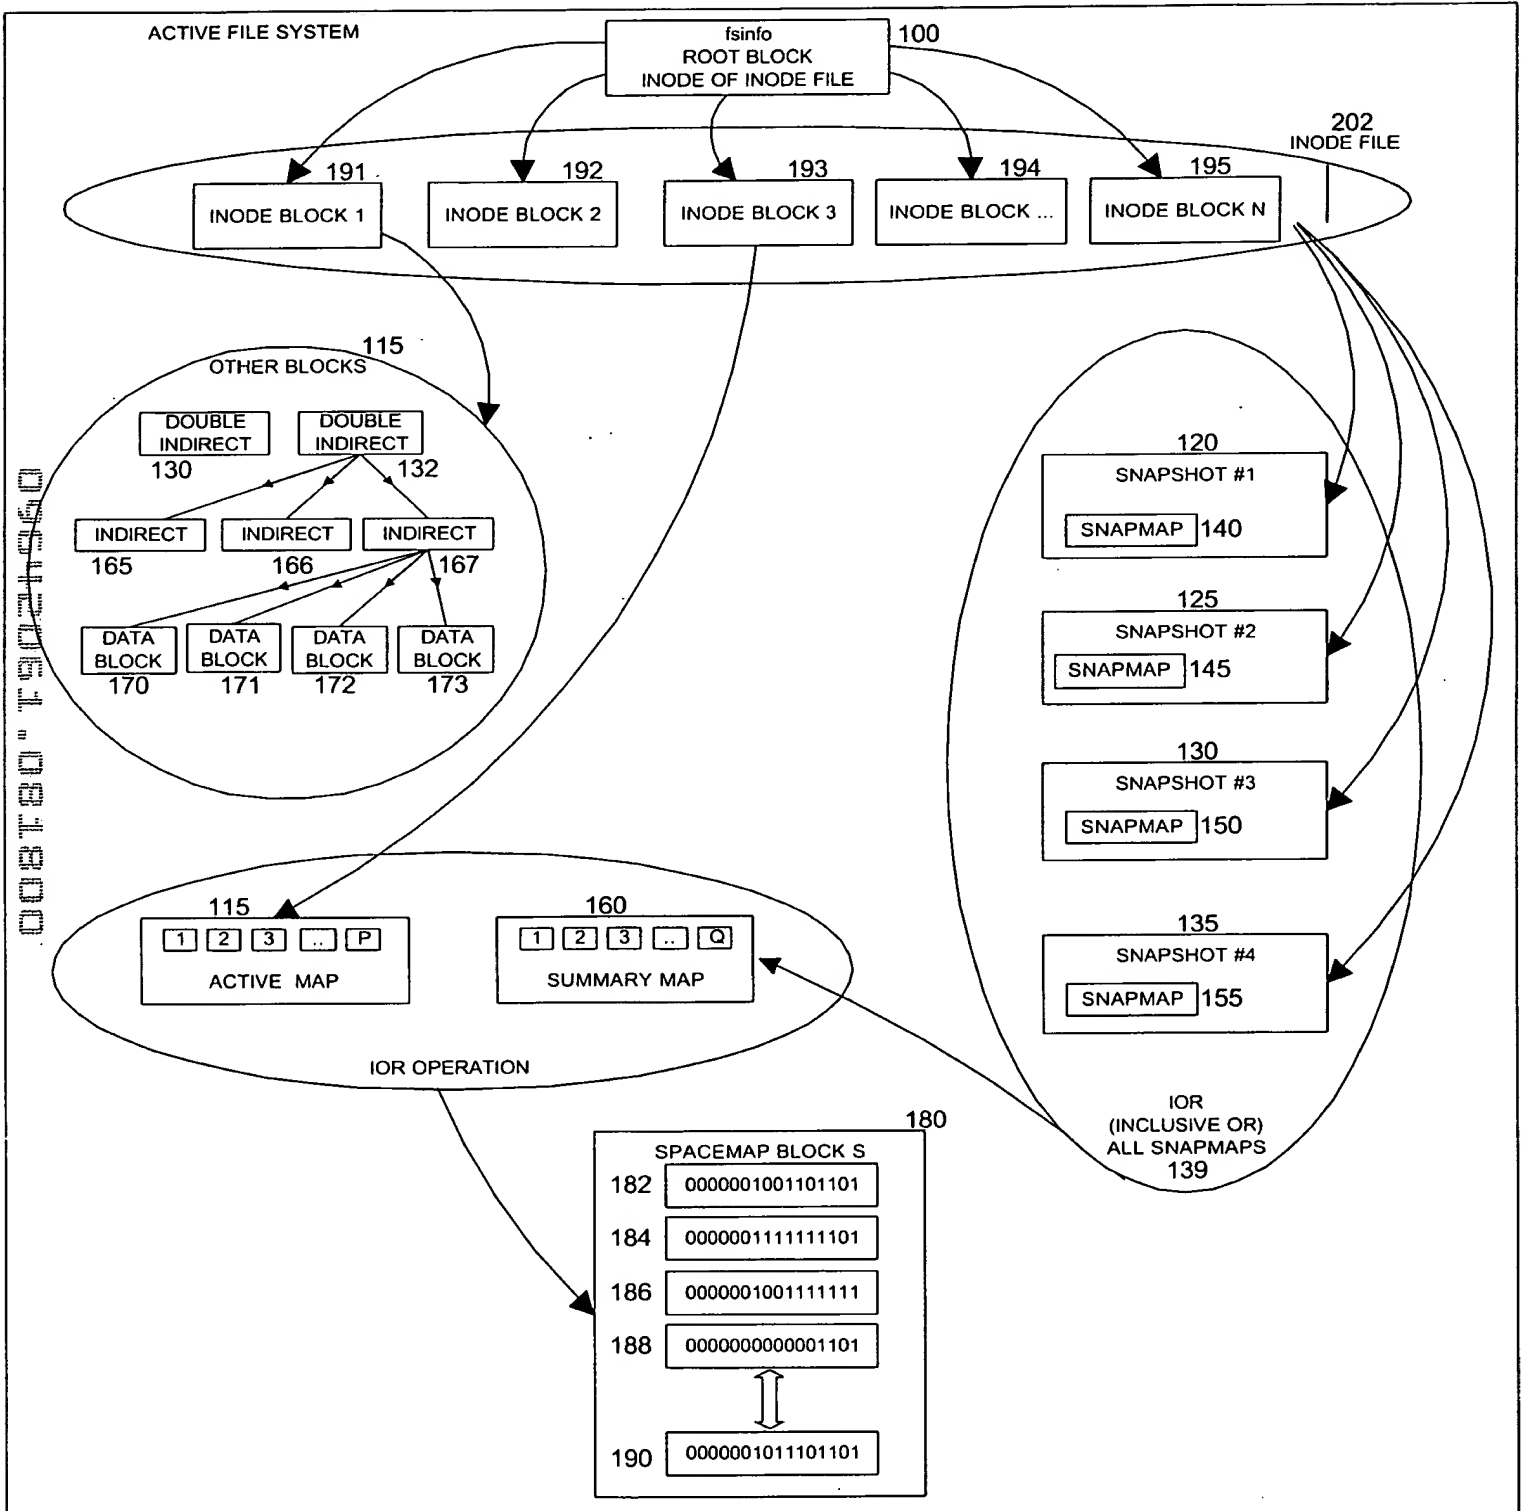 ACTIVE FILE SYSTEM
fsinfo
ROOT BLOCK
INODE OF INODE FILE
100
202
INODE FILE
191
INODE BLOCK 1
192
INODE BLOCK 2
193
INODE BLOCK 3
194
INODE BLOCK ...
195
INODE BLOCK N
115
OTHER BLOCKS
DOUBLE
INDIRECT
130
DOUBLE
INDIRECT
132
INDIRECT
165
INDIRECT
166
INDIRECT
167
DATA
BLOCK
170
DATA
BLOCK
171
DATA
BLOCK
172
DATA
BLOCK
173
120
SNAPSHOT #1
SNAPMAP 140
125
SNAPSHOT #2
SNAPMAP 145
130
SNAPSHOT #3
SNAPMAP 150
135
SNAPSHOT #4
SNAPMAP 155
IOR
(INCLUSIVE OR)
ALL SNAPMAPS
139
115
1 2 3 .. P
ACTIVE MAP
160
1 2 3 .. Q
SUMMARY MAP
IOR OPERATION
180
SPACEMAP BLOCK S
182 0000001001101101
184 0000001111111101
186 0000001001111111
188 0000000000001101
190 0000001011101101